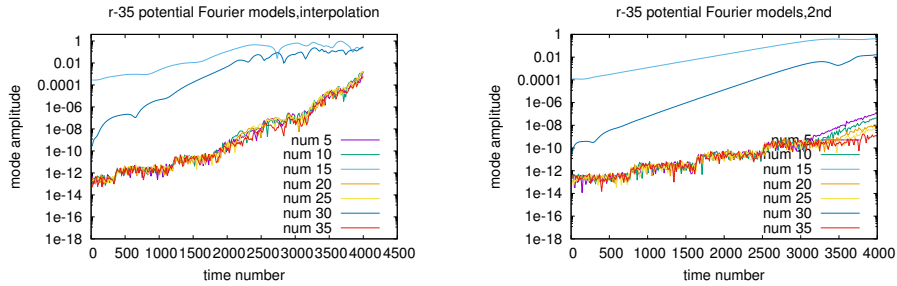 r-35 potential Fourier models,interpolation
mode amplitude
1
0.01
0.0001
1e-06
1e-08
1e-10
1e-12
1e-14
1e-16
1e-18
num 5
num 10
num 15
num 20
num 25
num 30
num 35
0 500 1000 1500 2000 2500 3000 3500 4000 4500
time number
r-35 potential Fourier models,2nd
mode amplitude
1
0.01
0.0001
1e-06
1e-08
1e-10
1e-12
1e-14
1e-16
1e-18
num 5
num 10
num 15
num 20
num 25
num 30
num 35
0 500 1000 1500 2000 2500 3000 3500 4000
time number